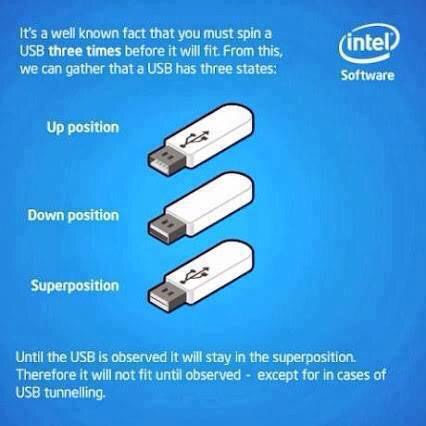 It's a well known fact that you must spin a
USB three times before it will fit. From this,
we can gather that a USB has three states:
intel
Software
Up position
Down position
Superposition
Until the USB is observed it will stay in the superposition.
Therefore it will not fit until observed - except for in cases of
USB tunnelling.